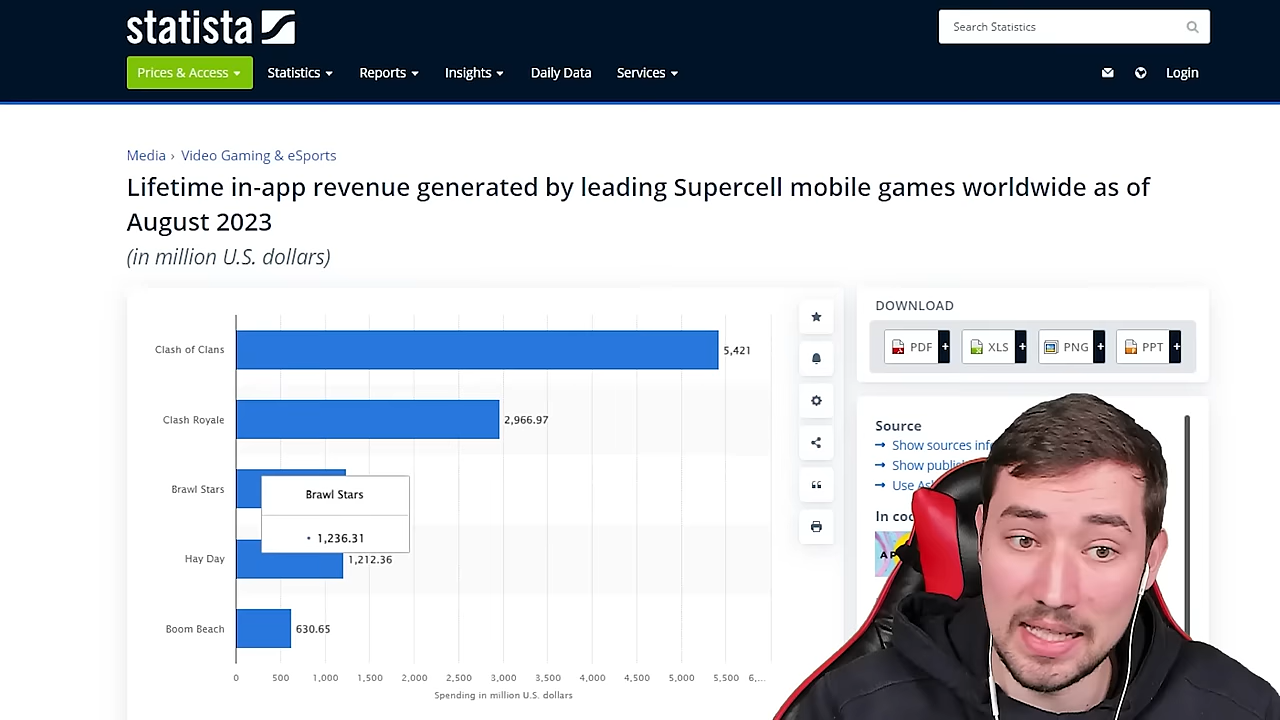 statista
Search Statistics
Prices & Access Statistics Reports Insights Daily Data Services Login
Media › Video Gaming & eSports
Lifetime in-app revenue generated by leading Supercell mobile games worldwide as of
August 2023
(in million U.S. dollars)
Clash of Clans 5,421
Clash Royale 2,966.97
Brawl Stars
Brawl Stars
• 1,236.31
Hay Day 1,212.36
Boom Beach 630.65
0 500 1,000 1,500 2,000 2,500 3,000 3,500 4,000 4,500 5,000 5,500 6,...
Spending in million U.S. dollars
DOWNLOAD
PDF + XLS + PNG + PPT +
Source
→ Show sources inf
→ Show publi
→ Use As
In co
AP